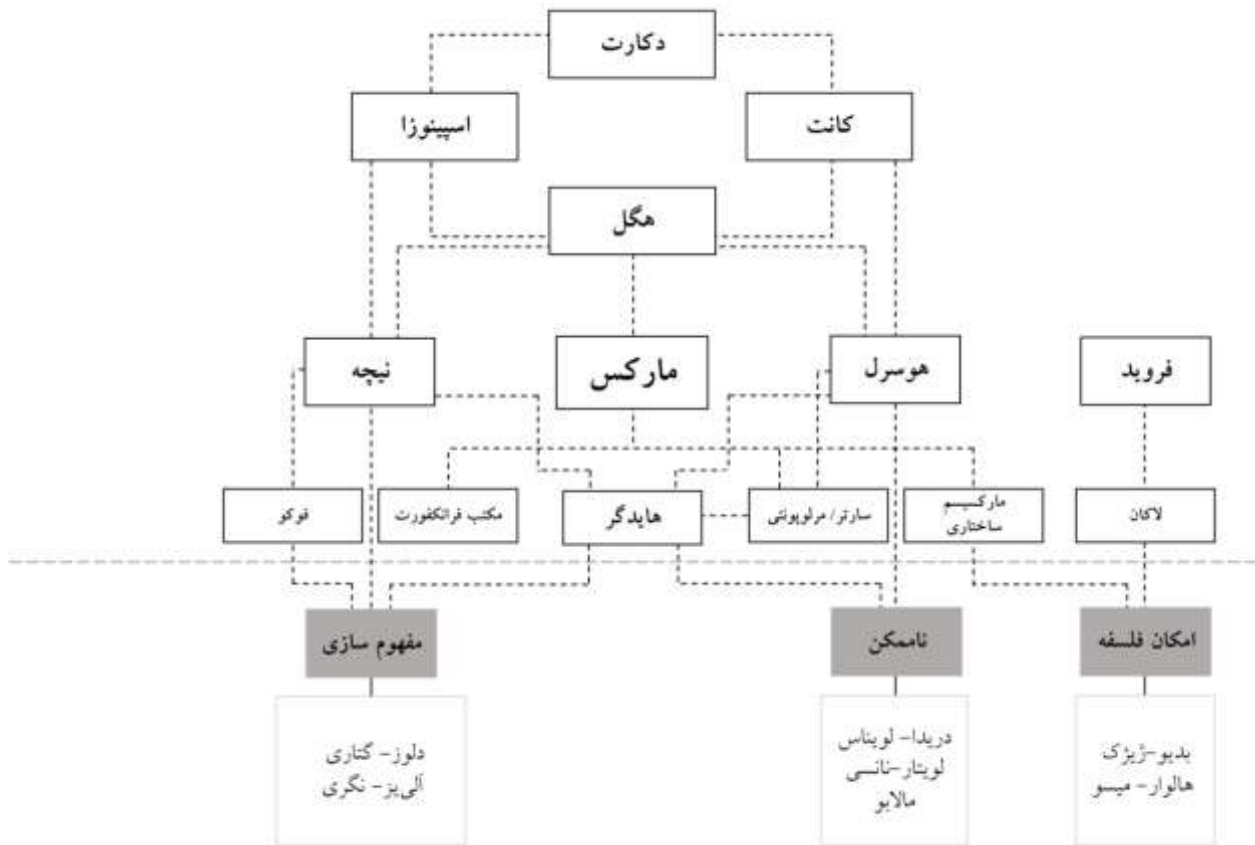 دکارت
کانت
اسپینوزا
هگل
فروید
هوسرل
مارکس
نیچه
لاکان
مارکسیسم
ساختاری
سارتر/ مرلوپونتی
هایدگر
مکتب فرانکفورت
فوکو
امکان فلسفه
ناممکن
مفهوم سازی
بدیو-ژیژک
هالوار- میسو
دریدا- لویناس
لویتار-نانسی
مالابو
دلوز- گتاری
آلی‌یز- نگری